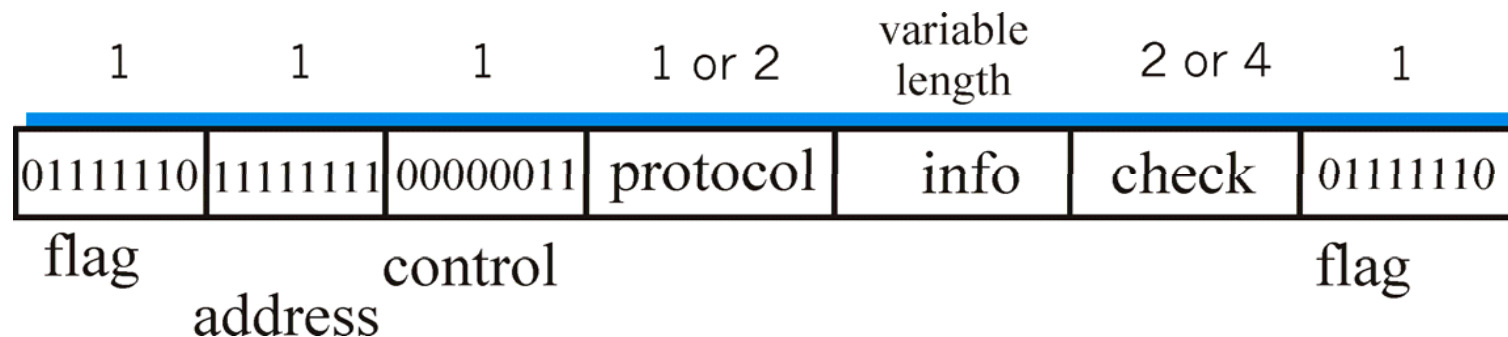 variable
1 1 1 1 or 2 length 2 or 4 1
01111110 11111111 00000011 protocol info check 01111110
flag control flag
address